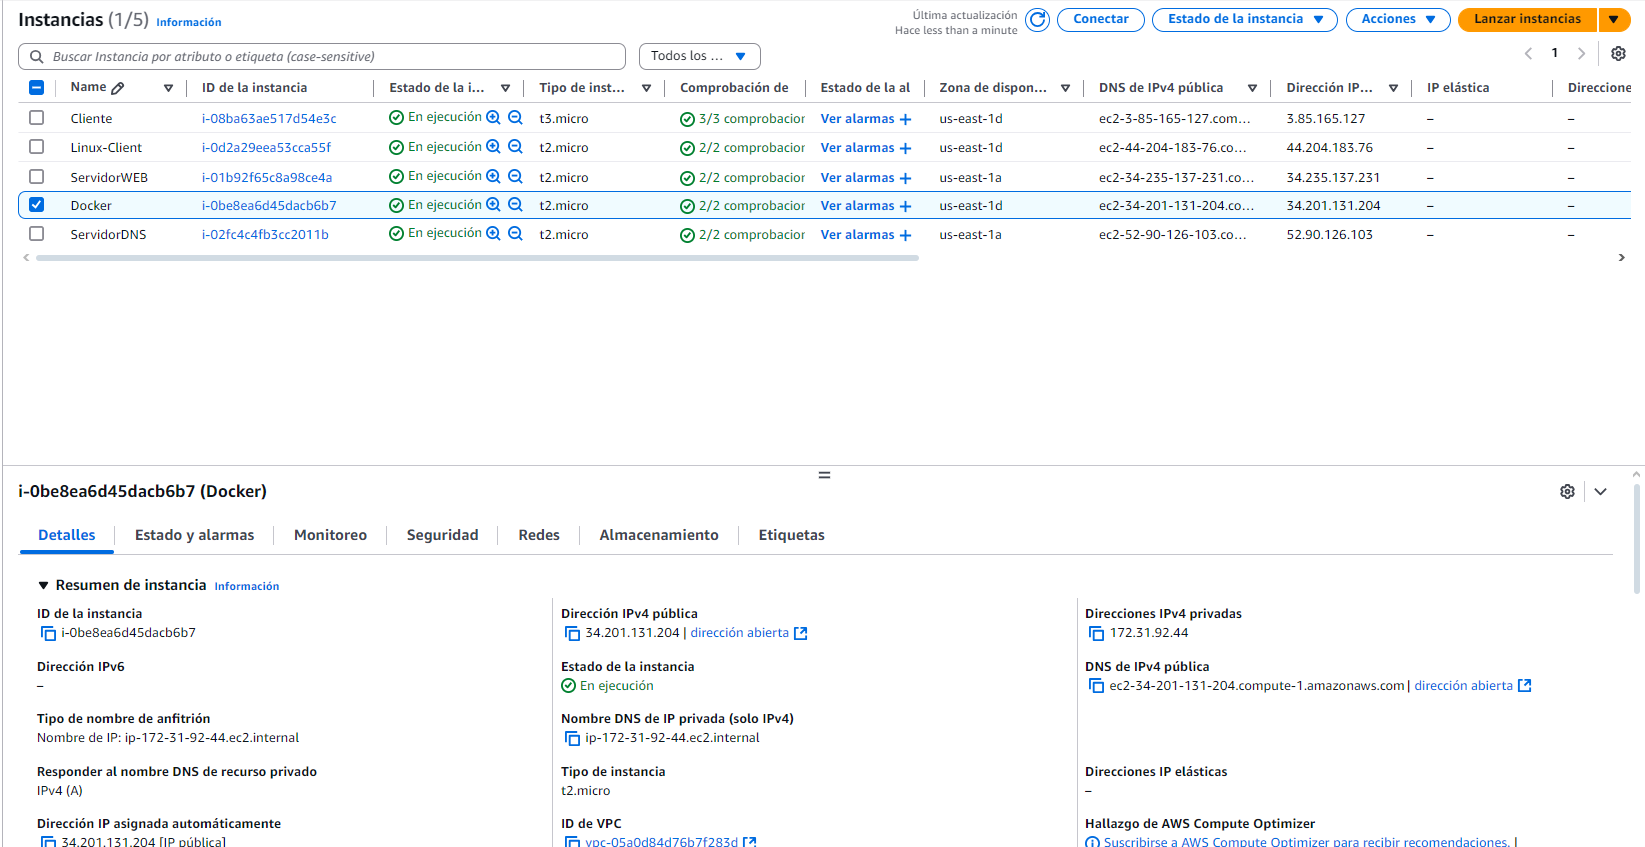 Instancias (1/5) Información
Última actualización
Hace less than a minute
Conectar
Estado de la instancia
Acciones
Lanzar instancias
Buscar Instancia por atributo o etiqueta (case-sensitive)
Todos los ...
1
Name ID de la instancia Estado de la i... Tipo de inst... Comprobación de Estado de la al Zona de dispon... DNS de IPv4 pública Dirección IP... IP elástica Direccione
Cliente i-08ba63ae517d54e3c En ejecución t3.micro 3/3 comprobacior Ver alarmas + us-east-1d ec2-3-85-165-127.com... 3.85.165.127 – –
Linux-Client i-0d2a29eea53cca55f En ejecución t2.micro 2/2 comprobacior Ver alarmas + us-east-1d ec2-44-204-183-76.co... 44.204.183.76 – –
ServidorWEB i-01b92f65c8a98ce4a En ejecución t2.micro 2/2 comprobacior Ver alarmas + us-east-1a ec2-34-235-137-231.co... 34.235.137.231 – –
Docker i-0be8ea6d45dacb6b7 En ejecución t2.micro 2/2 comprobacior Ver alarmas + us-east-1d ec2-34-201-131-204.co... 34.201.131.204 – –
ServidorDNS i-02fc4c4fb3cc2011b En ejecución t2.micro 2/2 comprobacior Ver alarmas + us-east-1a ec2-52-90-126-103.co... 52.90.126.103 – –
i-0be8ea6d45dacb6b7 (Docker)
Detalles Estado y alarmas Monitoreo Seguridad Redes Almacenamiento Etiquetas
Resumen de instancia Información
ID de la instancia
i-0be8ea6d45dacb6b7
Dirección IPv4 pública
34.201.131.204 | dirección abierta
Direcciones IPv4 privadas
172.31.92.44
Dirección IPv6
–
Estado de la instancia
En ejecución
DNS de IPv4 pública
ec2-34-201-131-204.compute-1.amazonaws.com | dirección abierta
Tipo de nombre de anfitrión
Nombre de IP: ip-172-31-92-44.ec2.internal
Nombre DNS de IP privada (solo IPv4)
ip-172-31-92-44.ec2.internal
Responder al nombre DNS de recurso privado
IPv4 (A)
Tipo de instancia
t2.micro
Direcciones IP elásticas
–
Dirección IP asignada automáticamente
34.201.131.204 [IP pública]
ID de VPC
vpc-05a0d84d76b7f283d
Hallazgo de AWS Compute Optimizer
Suscribirse a AWS Compute Optimizer para recibir recomendaciones. |